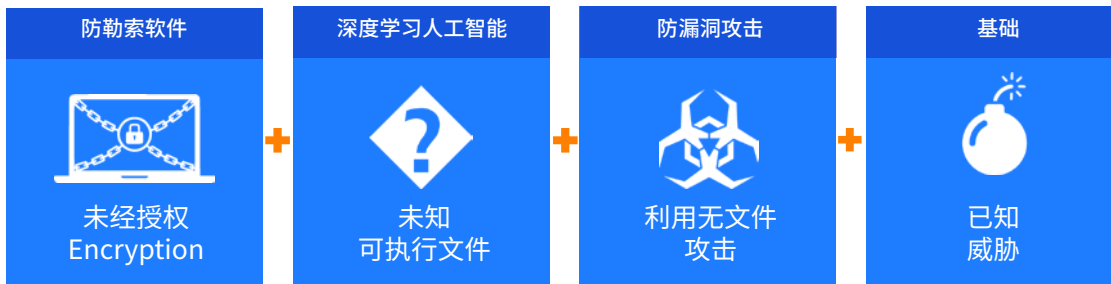 防勒索软件
未经授权
Encryption
深度学习人工智能
?
未知
可执行文件
防漏洞攻击
利用无文件
攻击
基础
已知
威胁